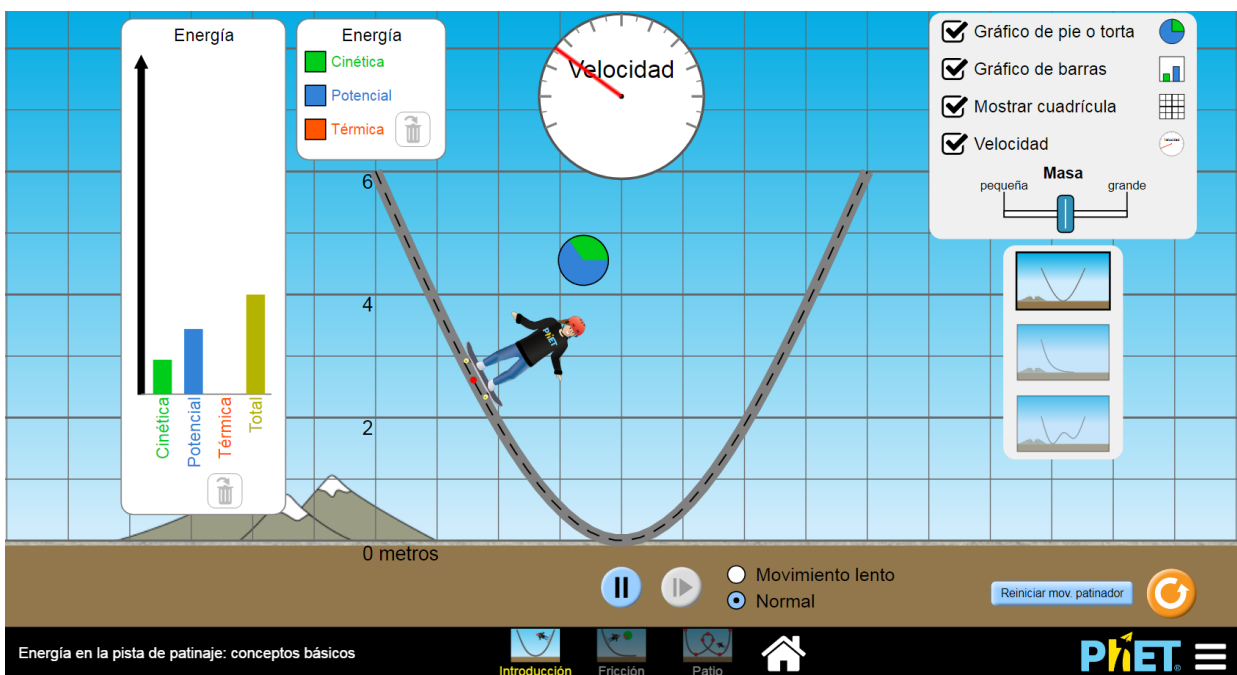 Energía
Cinética
Potencial
Térmica
Total
Energía
Cinética
Potencial
Térmica
Velocidad
Gráfico de pie o torta
Gráfico de barras
Mostrar cuadrícula
Velocidad
Masa
pequeña
grande
6
4
2
0 metros
PhET
Movimiento lento
Normal
Reiniciar mov. patinador
Energía en la pista de patinaje: conceptos básicos
Introducción
Fricción
Patio
PhET